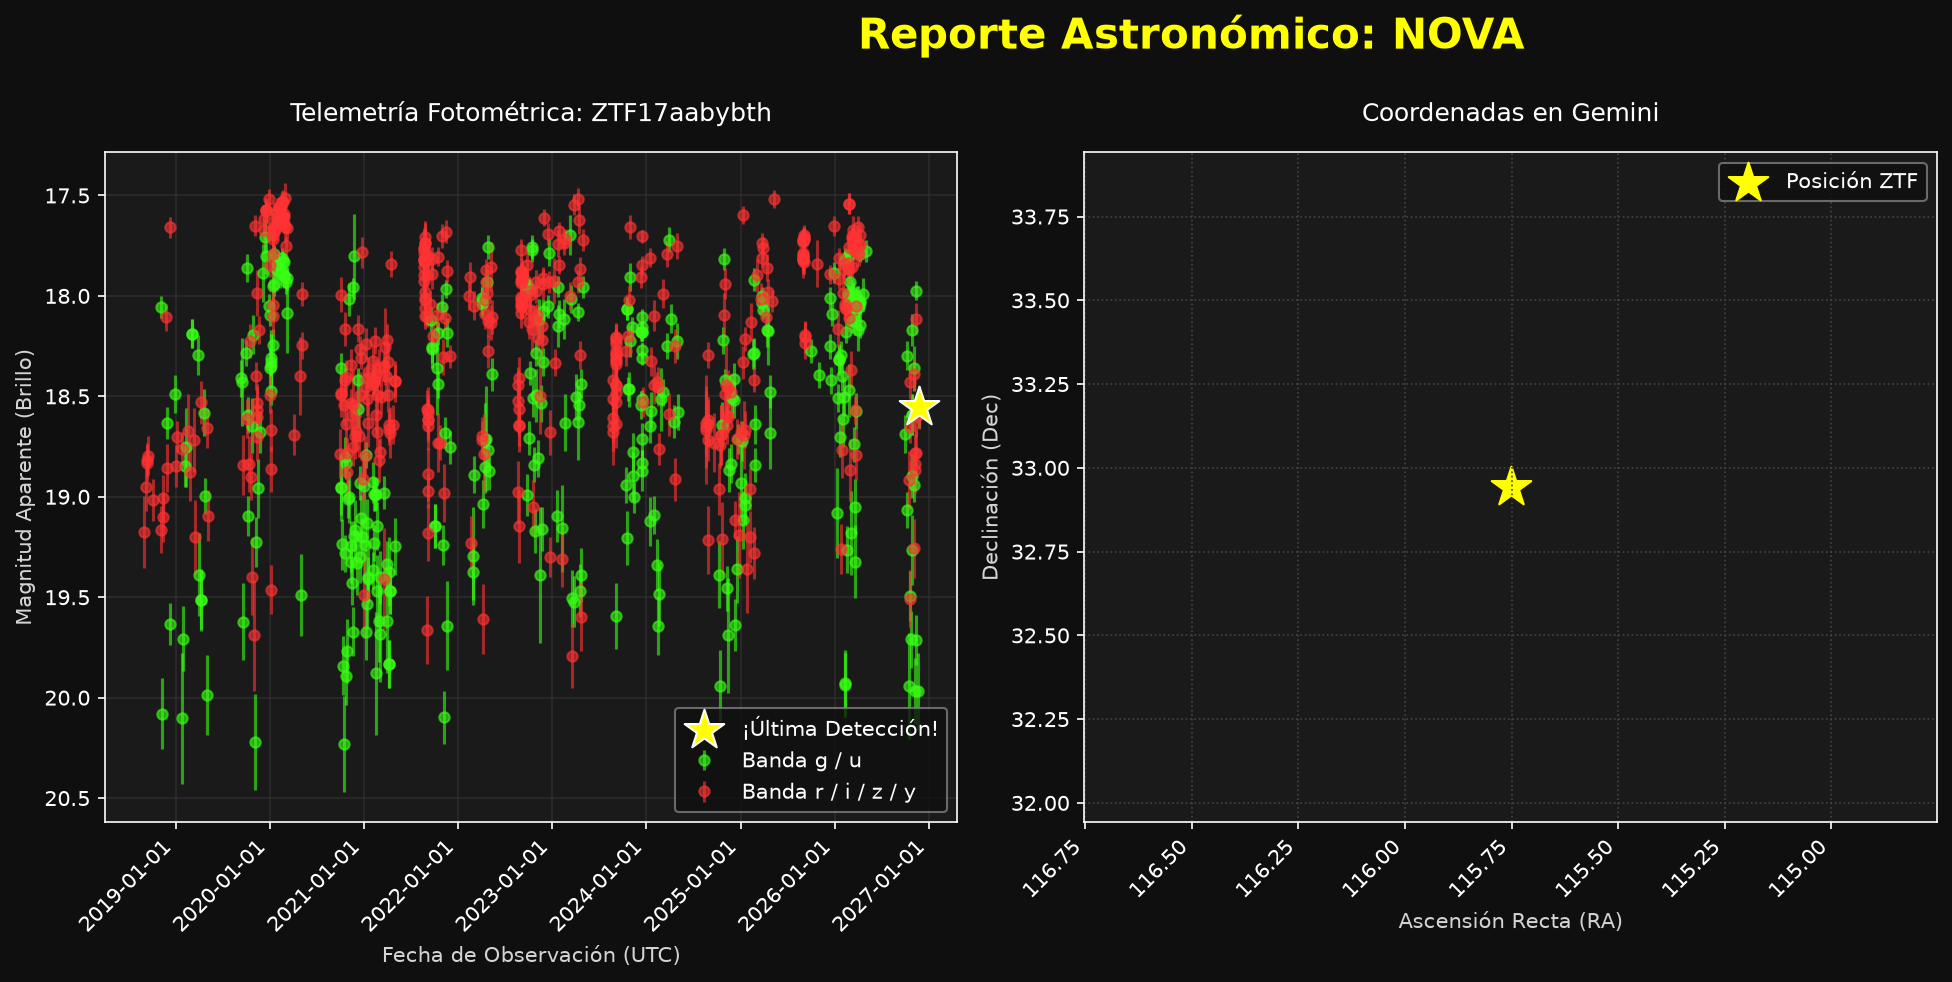 Reporte Astronómico: NOVA
Telemetría Fotométrica: ZTF17aabybth
Magnitud Aparente (Brillo)
17.5
18.0
18.5
19.0
19.5
20.0
20.5
¡Última Detección!
Banda g / u
Banda r / i / z / y
2019-01-01
2020-01-01
2021-01-01
2022-01-01
2023-01-01
2024-01-01
2025-01-01
2026-01-01
2027-01-01
Fecha de Observación (UTC)
Coordenadas en Gemini
Posición ZTF
Declinación (Dec)
33.75
33.50
33.25
33.00
32.75
32.50
32.25
32.00
116.75
116.50
116.25
116.00
115.75
115.50
115.25
115.00
Ascensión Recta (RA)